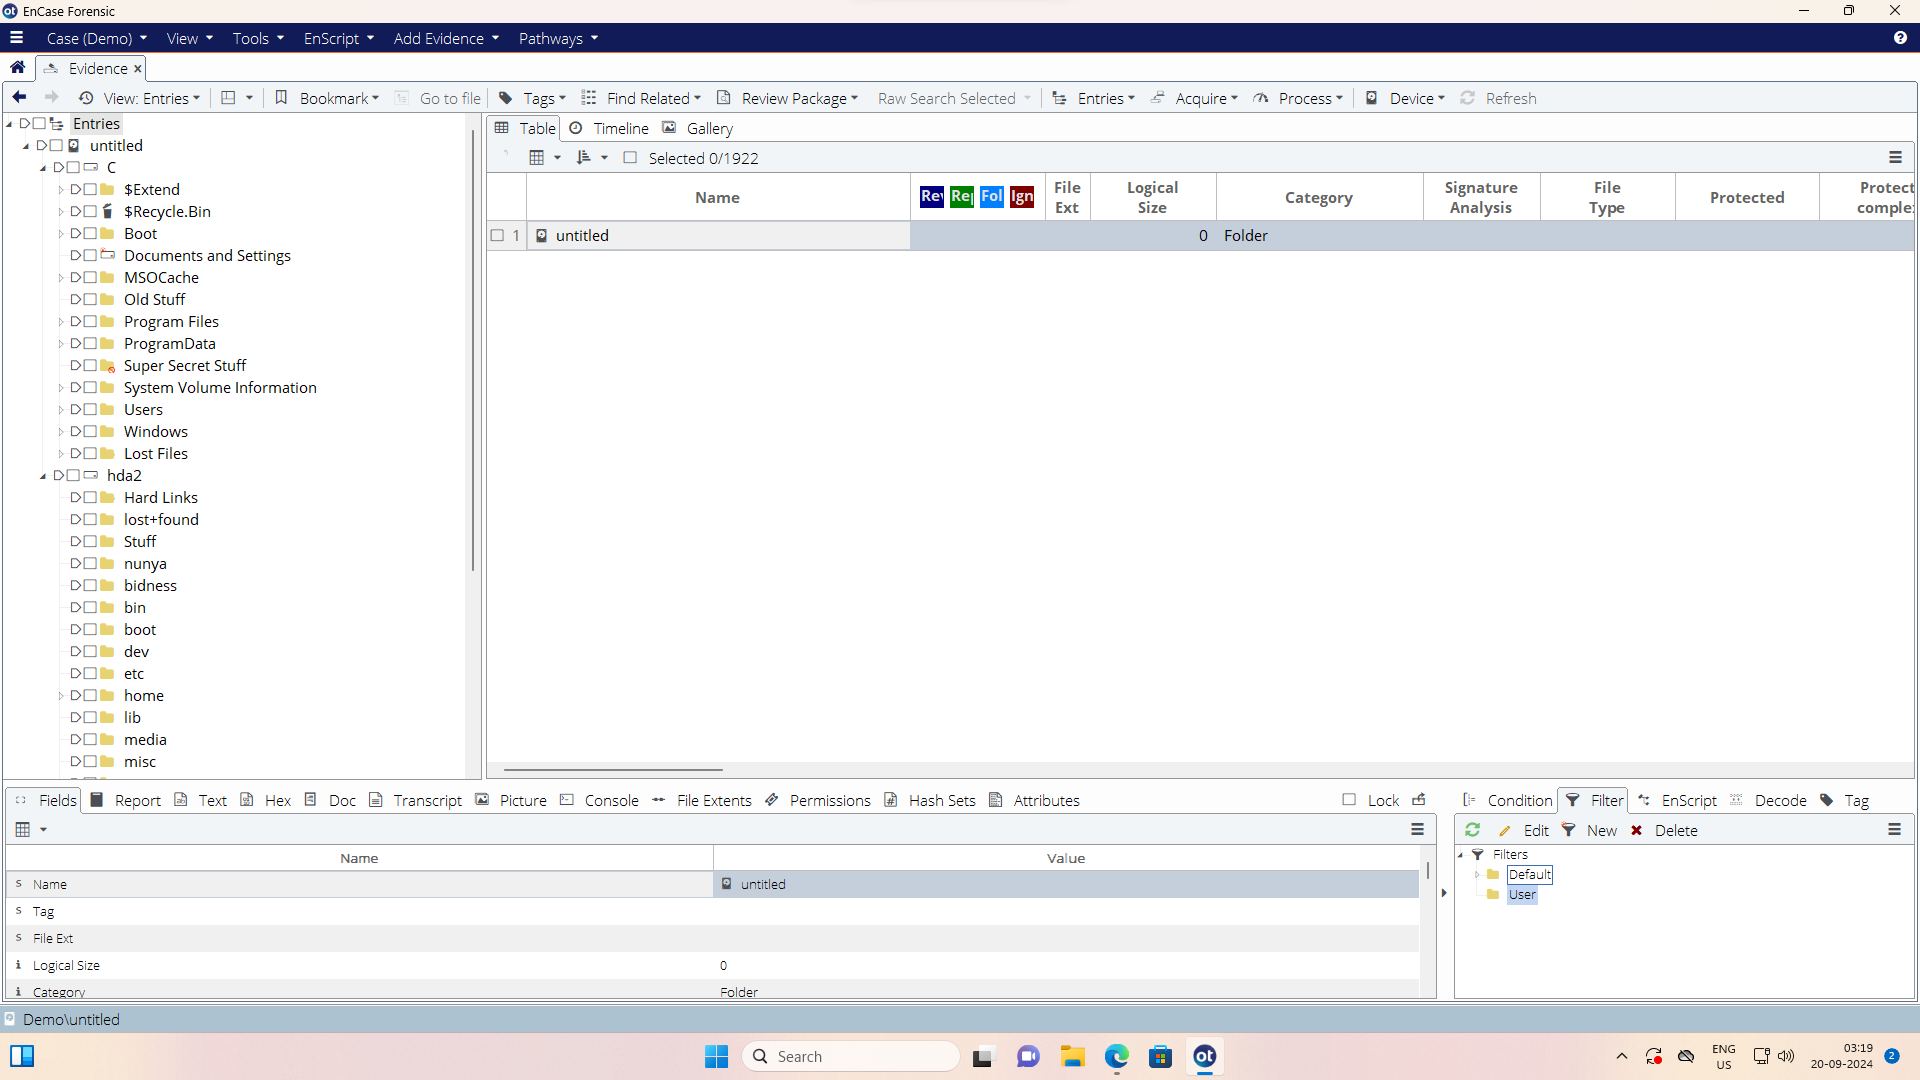 EnCase Forensic
Case (Demo) View Tools EnScript Add Evidence Pathways
Evidence
View: Entries Bookmark Go to file Tags Find Related Review Package Raw Search Selected Entries Acquire Process Device Refresh
Entries
untitled
C
$Extend
$Recycle.Bin
Boot
Documents and Settings
MSOCache
Old Stuff
Program Files
ProgramData
Super Secret Stuff
System Volume Information
Users
Windows
Lost Files
hda2
Hard Links
lost+found
Stuff
nunya
bidness
bin
boot
dev
etc
home
lib
media
misc
Table Timeline Gallery
Selected 0/1922
Name Rev Rep Fol Ign File Ext Logical Size Category Signature Analysis File Type Protected Protect comple
1 untitled 0 Folder
Fields Report Text Hex Doc Transcript Picture Console File Extents Permissions Hash Sets Attributes Lock
Name Value
s Name untitled
s Tag
s File Ext
i Logical Size 0
i Category Folder
Condition Filter EnScript Decode Tag
Edit New Delete
Filters
Default
User
Demo\untitled
Search
ot
ENG
US
03:19
20-09-2024
2